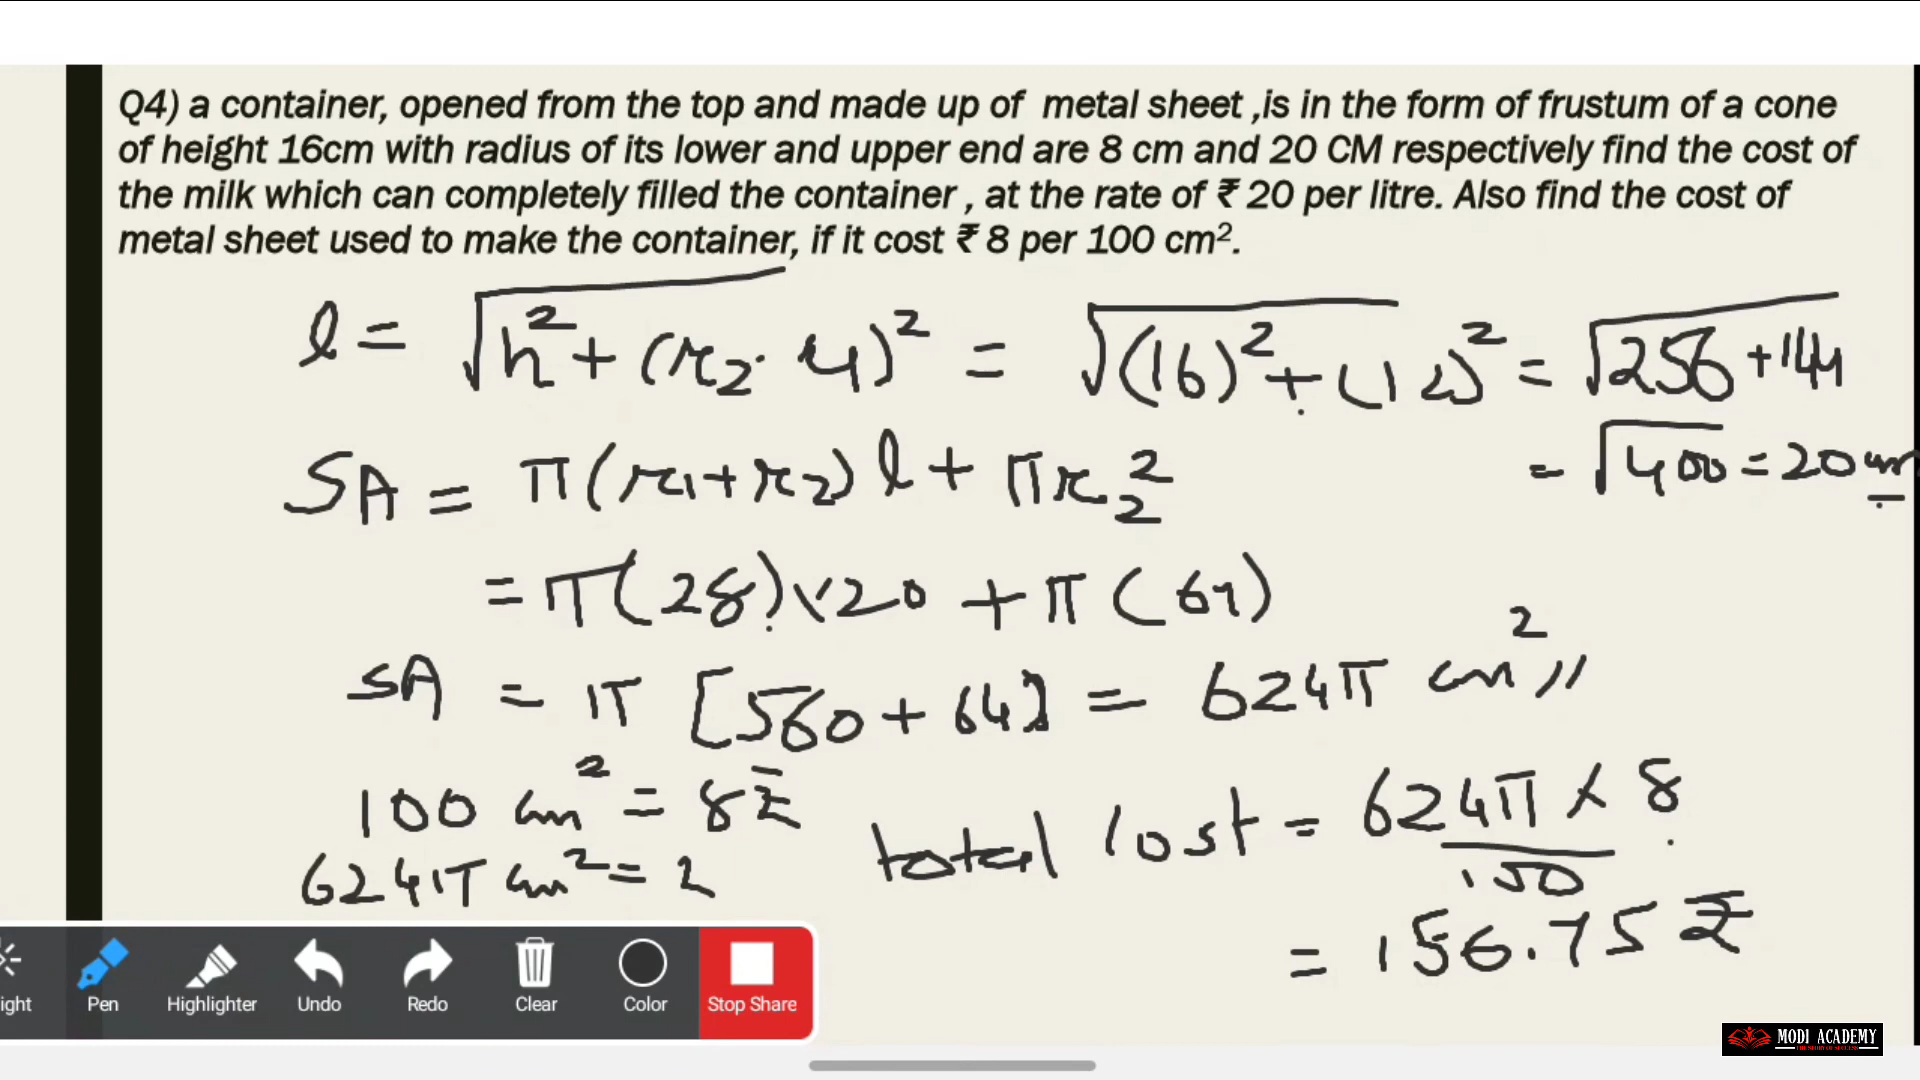 Q4) a container, opened from the top and made up of metal sheet ,is in the form of frustum of a cone
of height 16cm with radius of its lower and upper end are 8 cm and 20 CM respectively find the cost of
the milk which can completely filled the container , at the rate of ₹ 20 per litre. Also find the cost of
metal sheet used to make the container, if it cost ₹ 8 per 100 cm².
l = √h² + (r₂ - r₁)² = √(16)² + (12)² = √256 + 144
= √400 = 20 cm
SA = π(r₁+r₂) l + πr₂²
= π(28)×20 + π(64)
SA = π [560 + 64] = 624π cm² //
100 cm² = 8₹
624π cm² = 2
total cost = 624π × 8 / 100
= 156.75 ₹
ight Pen Highlighter Undo Redo Clear Color Stop Share
MODI ACADEMY